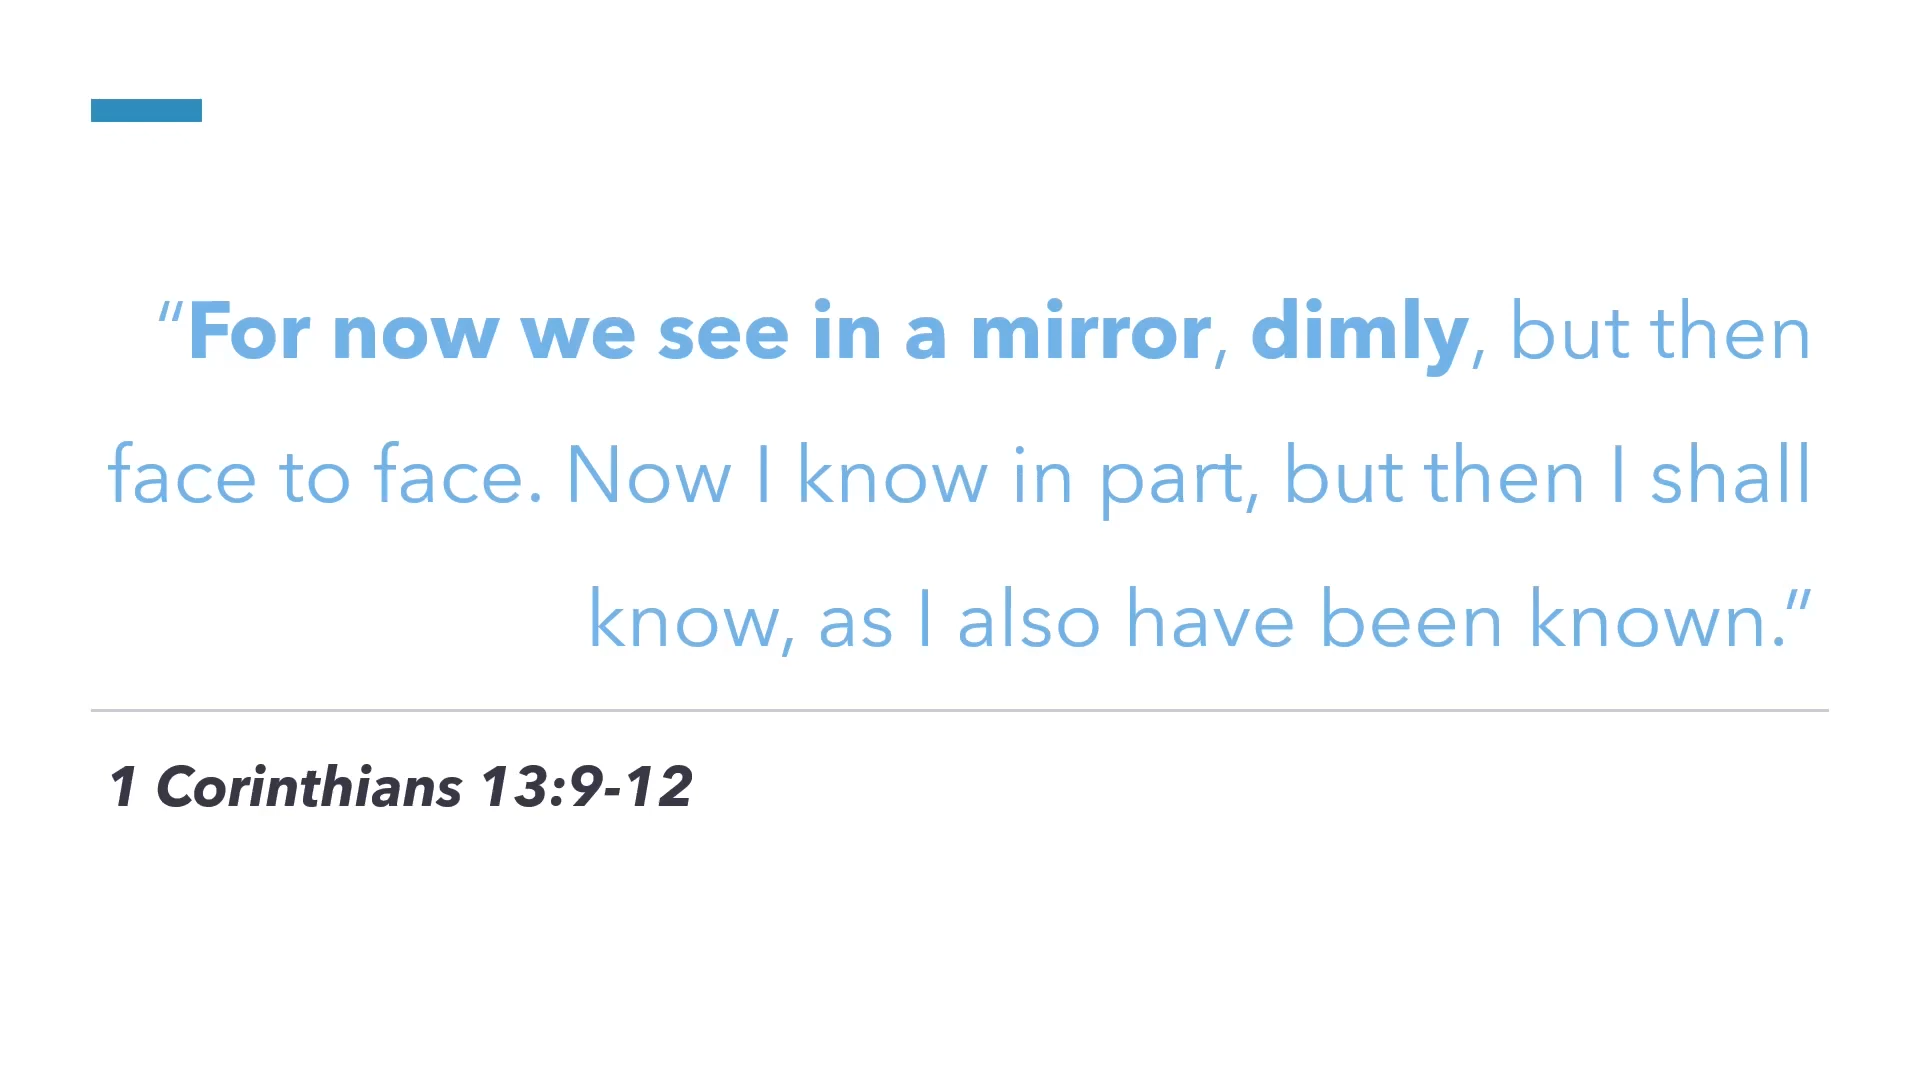 “For now we see in a mirror, dimly, but then
face to face. Now I know in part, but then I shall
know, as I also have been known.”
1 Corinthians 13:9-12